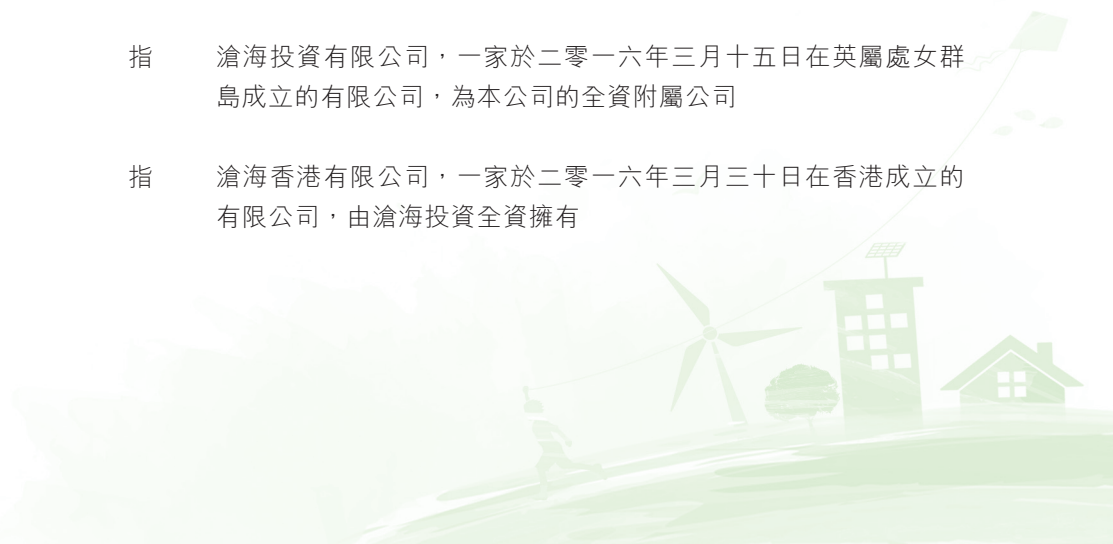 指 滄海投資有限公司，一家於二零一六年三月十五日在英屬處女群
島成立的有限公司，為本公司的全資附屬公司
指 滄海香港有限公司，一家於二零一六年三月三十日在香港成立的
有限公司，由滄海投資全資擁有